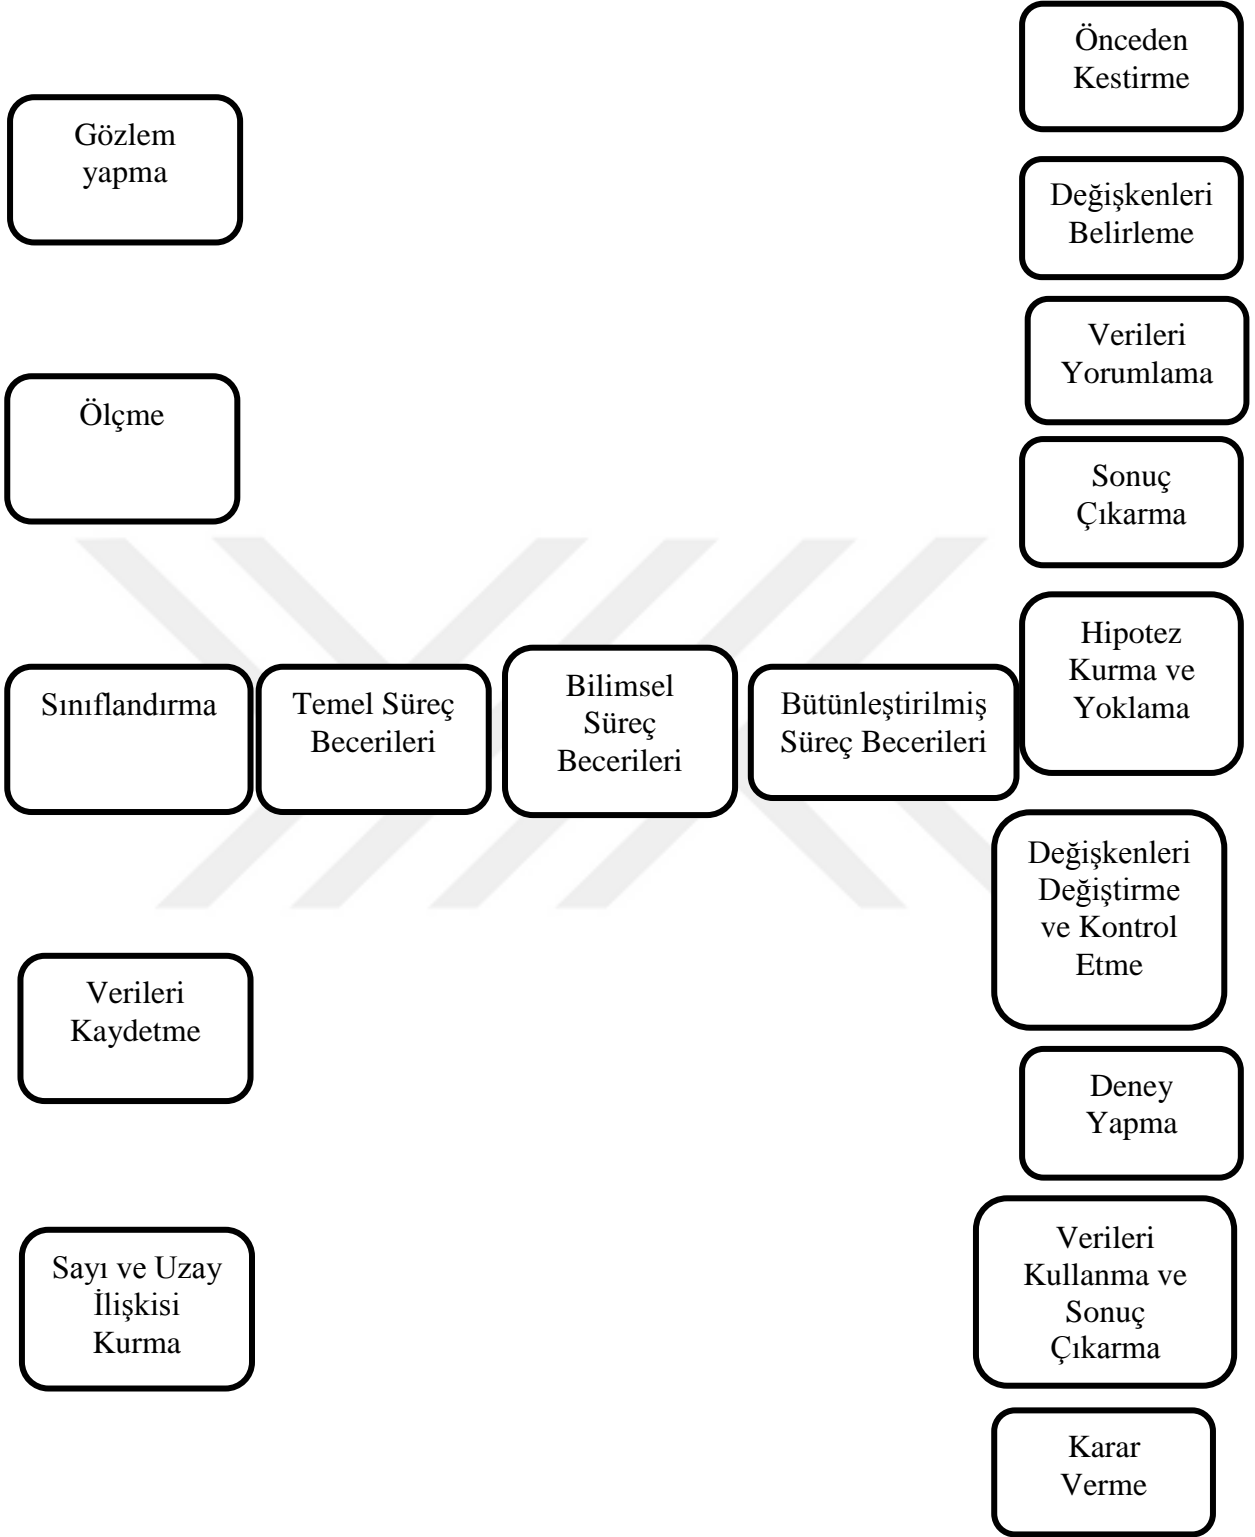 Gözlem
yapma
Ölçme
Sınıflandırma
Verileri
Kaydetme
Sayı ve Uzay
İlişkisi
Kurma
Temel Süreç
Becerileri
Bilimsel
Süreç
Becerileri
Bütünleştirilmiş
Süreç Becerileri
Önceden
Kestirme
Değişkenleri
Belirleme
Verileri
Yorumlama
Sonuç
Çıkarma
Hipotez
Kurma ve
Yoklama
Değişkenleri
Değiştirme
ve Kontrol
Etme
Deney
Yapma
Verileri
Kullanma ve
Sonuç
Çıkarma
Karar
Verme